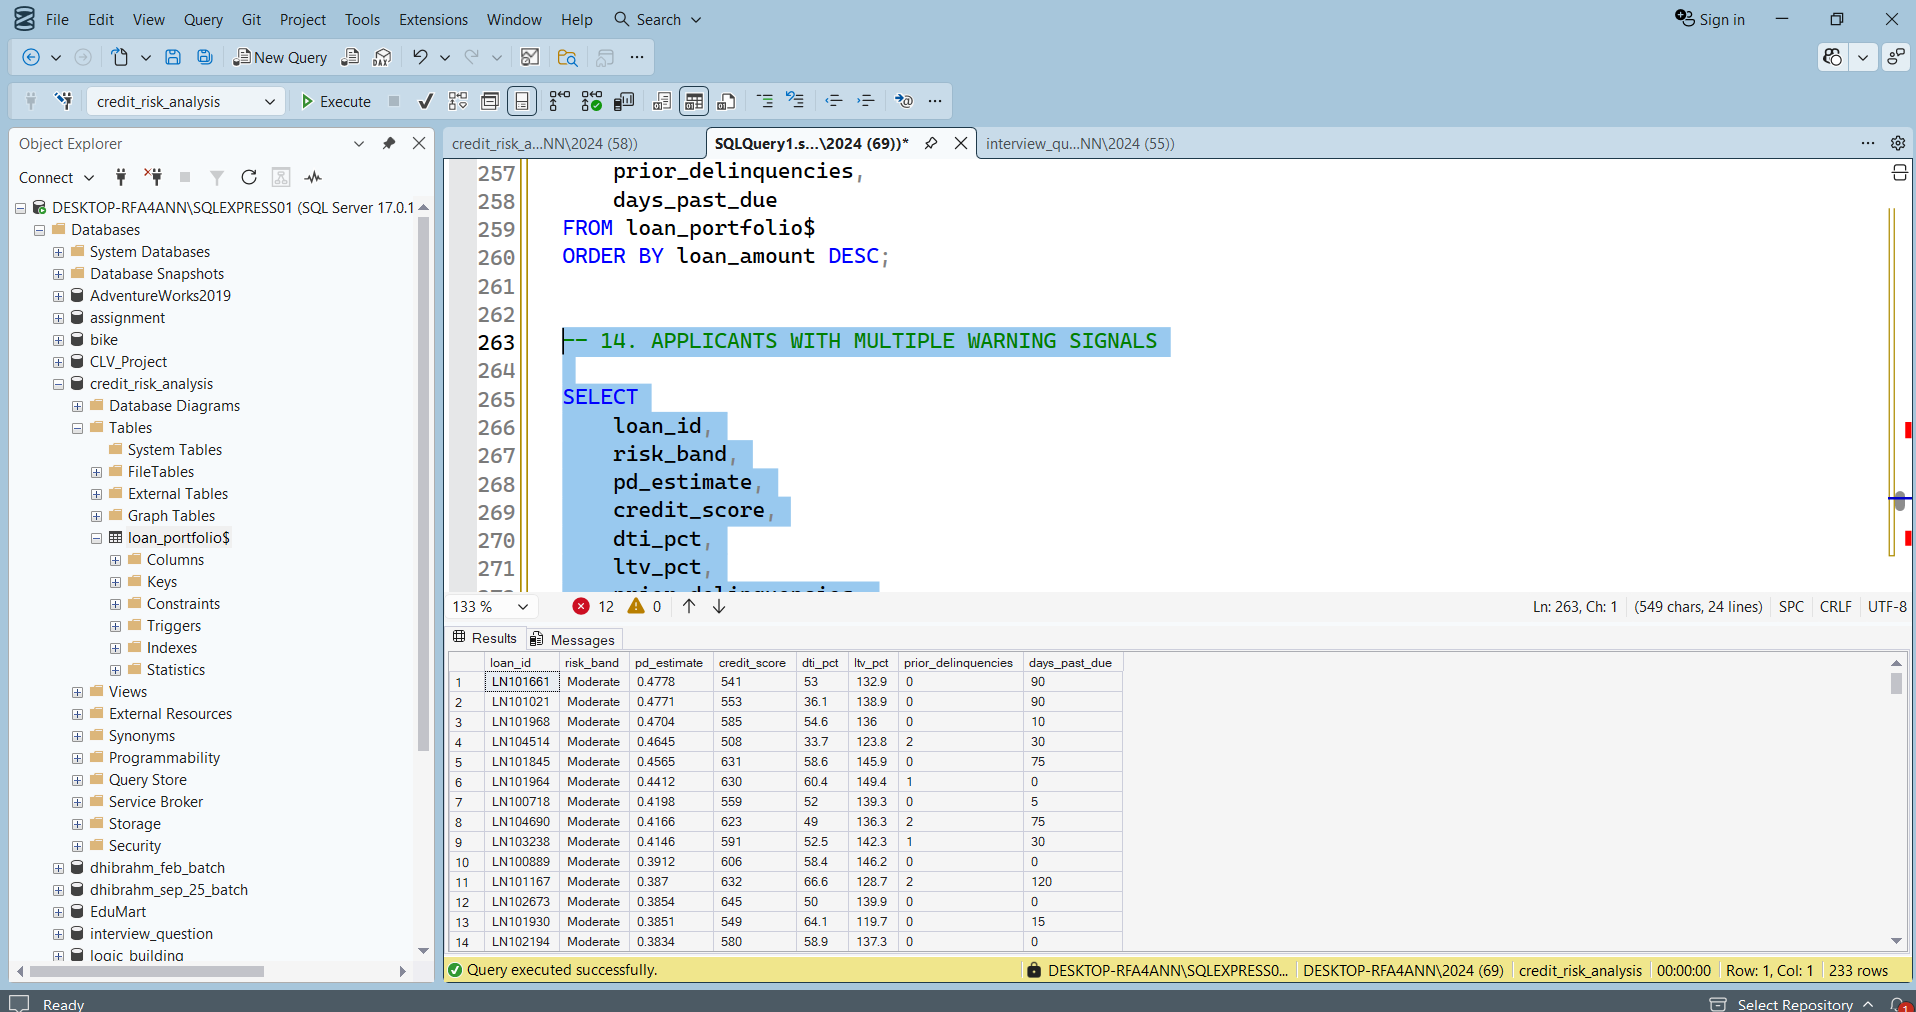 File Edit View Query Git Project Tools Extensions Window Help Search Sign in
New Query DAX
credit_risk_analysis Execute
Object Explorer
Connect
DESKTOP-RFA4ANN\SQLEXPRESS01 (SQL Server 17.0.1
Databases
System Databases
Database Snapshots
AdventureWorks2019
assignment
bike
CLV_Project
credit_risk_analysis
Database Diagrams
Tables
System Tables
FileTables
External Tables
Graph Tables
loan_portfolio$
Columns
Keys
Constraints
Triggers
Indexes
Statistics
Views
External Resources
Synonyms
Programmability
Query Store
Service Broker
Storage
Security
dhibrahm_feb_batch
dhibrahm_sep_25_batch
EduMart
interview_question
logic_building
credit_risk_a...NN\2024 (58)) SQLQuery1.s...\2024 (69))* interview_qu...NN\2024 (55))
257 prior_delinquencies,
258 days_past_due
259 FROM loan_portfolio$
260 ORDER BY loan_amount DESC;
261
262
263 -- 14. APPLICANTS WITH MULTIPLE WARNING SIGNALS
264
265 SELECT
266 loan_id,
267 risk_band,
268 pd_estimate,
269 credit_score,
270 dti_pct,
271 ltv_pct,
133 % 12 0 Ln: 263, Ch: 1 (549 chars, 24 lines) SPC CRLF UTF-8
Results Messages
loan_id risk_band pd_estimate credit_score dti_pct ltv_pct prior_delinquencies days_past_due
1 LN101661 Moderate 0.4778 541 53 132.9 0 90
2 LN101021 Moderate 0.4771 553 36.1 138.9 0 90
3 LN101968 Moderate 0.4704 585 54.6 136 0 10
4 LN104514 Moderate 0.4645 508 33.7 123.8 2 30
5 LN101845 Moderate 0.4565 631 58.6 145.9 0 75
6 LN101964 Moderate 0.4412 630 60.4 149.4 1 0
7 LN100718 Moderate 0.4198 559 52 139.3 0 5
8 LN104690 Moderate 0.4166 623 49 136.3 2 75
9 LN103238 Moderate 0.4146 591 52.5 142.3 1 30
10 LN100889 Moderate 0.3912 606 58.4 146.2 0 0
11 LN101167 Moderate 0.387 632 66.6 128.7 2 120
12 LN102673 Moderate 0.3854 645 50 139.9 0 0
13 LN101930 Moderate 0.3851 549 64.1 119.7 0 15
14 LN102194 Moderate 0.3834 580 58.9 137.3 0 0
Query executed successfully. DESKTOP-RFA4ANN\SQLEXPRESS0... DESKTOP-RFA4ANN\2024 (69) credit_risk_analysis 00:00:00 Row: 1, Col: 1 233 rows
Ready Select Repository 1